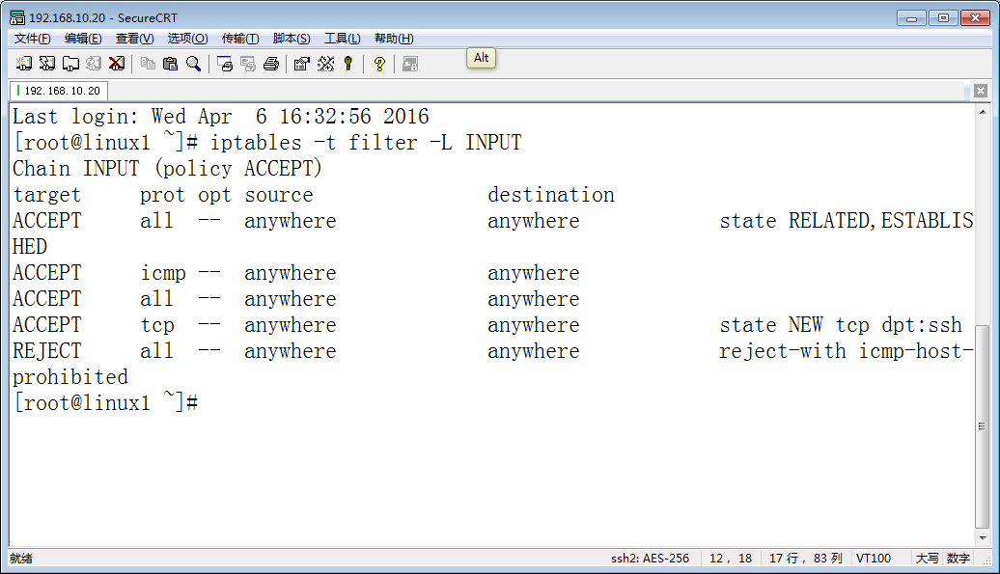 192.168.10.20 - SecureCRT
文件(F) 编辑(E) 查看(V) 选项(O) 传输(T) 脚本(S) 工具(L) 帮助(H)
Alt
192.168.10.20
Last login: Wed Apr  6 16:32:56 2016
[root@linux1 ~]# iptables -t filter -L INPUT
Chain INPUT (policy ACCEPT)
target     prot opt source               destination
ACCEPT     all  --  anywhere             anywhere            state RELATED,ESTABLIS
HED
ACCEPT     icmp --  anywhere             anywhere
ACCEPT     all  --  anywhere             anywhere
ACCEPT     tcp  --  anywhere             anywhere            state NEW tcp dpt:ssh
REJECT     all  --  anywhere             anywhere            reject-with icmp-host-
prohibited
[root@linux1 ~]#
就绪 ssh2: AES-256 12, 18 17 行, 83 列 VT100 大写 数字